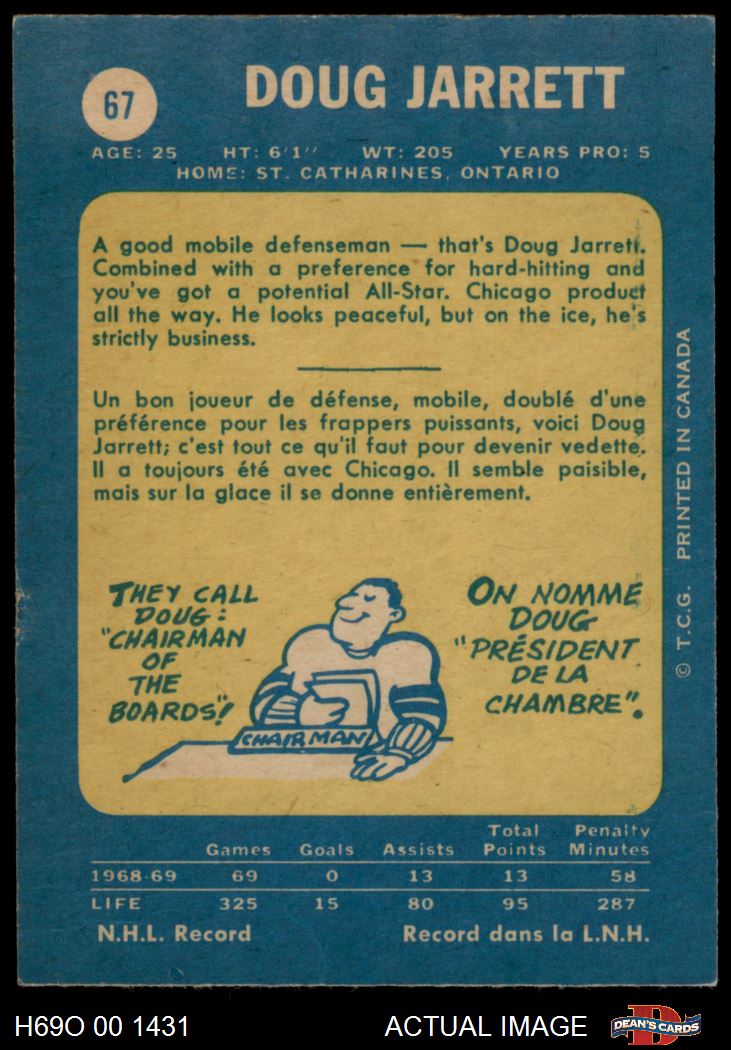 67
DOUG JARRETT
AGE: 25 HT: 6'1'' WT: 205 YEARS PRO: 5
HOME: ST. CATHARINES, ONTARIO
A good mobile defenseman — that's Doug Jarrett.
Combined with a preference for hard-hitting and
you've got a potential All-Star. Chicago product
all the way. He looks peaceful, but on the ice, he's
strictly business.
Un bon joueur de défense, mobile, doublé d'une
préférence pour les frappers puissants, voici Doug
Jarrett; c'est tout ce qu'il faut pour devenir vedette.
Il a toujours été avec Chicago. Il semble paisible,
mais sur la glace il se donne entièrement.
THEY CALL
DOUG:
"CHAIRMAN
OF
THE
BOARDS"!
CHAIRMAN
ON NOMME
DOUG
"PRÉSIDENT
DE LA
CHAMBRE".
© T.C.G. PRINTED IN CANADA
Games Goals Assists Total Points Penalty Minutes
1968-69 69 0 13 13 58
LIFE 325 15 80 95 287
N.H.L. Record Record dans la L.N.H.
H69O 00 1431 ACTUAL IMAGE DEAN'S CARDS